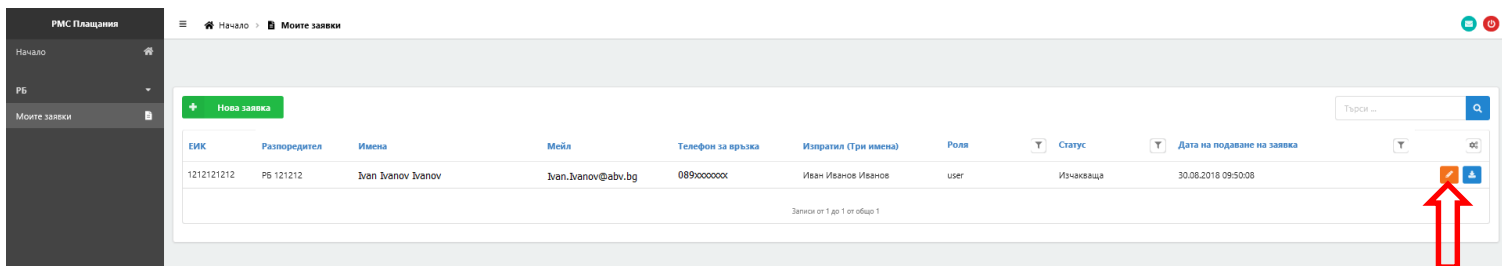 РМС Плащания
Начало > Моите заявки
Начало
РБ
Моите заявки
Нова заявка
Търси ...
ЕИК Разпоредител Имена Мейл Телефон за връзка Изпратил (Три имена) Роля Статус Дата на подаване на заявка
1212121212 РБ 121212 Ivan Ivanov Ivanov Ivan.Ivanov@abv.bg 089xxxxxxx Иван Иванов Иванов user Изчакваща 30.08.2018 09:50:08
Записи от 1 до 1 от общо 1